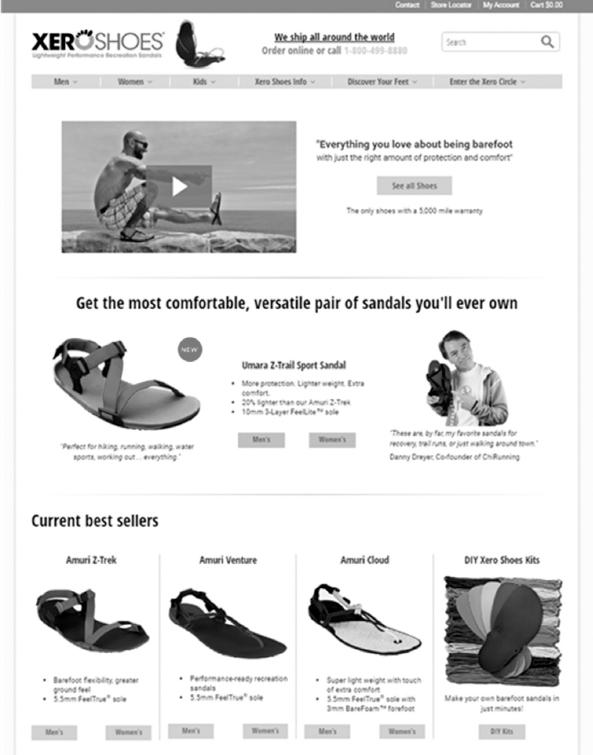 Contact Store Locator My Account Cart $0.00
XEROSHOES®
Lightweight Performance Recreation Sandals
We ship all around the world
Order online or call 1-800-499-8880
Search
Men Women Kids Xero Shoes Info Discover Your Feet Enter the Xero Circle
"Everything you love about being barefoot
with just the right amount of protection and comfort"
See all Shoes
The only shoes with a 5,000 mile warranty
Get the most comfortable, versatile pair of sandals you'll ever own
NEW
"Perfect for hiking, running, walking, water
sports, working out ... everything."
Umara Z-Trail Sport Sandal
• More protection. Lighter weight. Extra
comfort.
• 20% lighter than our Amuri Z-Trek
• 10mm 3-Layer FeelLite™ sole
Men's Women's
"These are, by far, my favorite sandals for
recovery, trail runs, or just walking around town."
Danny Dreyer, Co-founder of ChiRunning
Current best sellers
Amuri Z-Trek
• Barefoot flexibility, greater
ground feel
• 5.5mm FeelTrue® sole
Men's Women's
Amuri Venture
• Performance-ready recreation
sandals
• 5.5mm FeelTrue® sole
Men's Women's
Amuri Cloud
• Super light weight with touch
of extra comfort
• 5.5mm FeelTrue® sole with
3mm BareFoam™ forefoot
Men's Women's
DIY Xero Shoes Kits
Make your own barefoot sandals in
just minutes!
DIY Kits